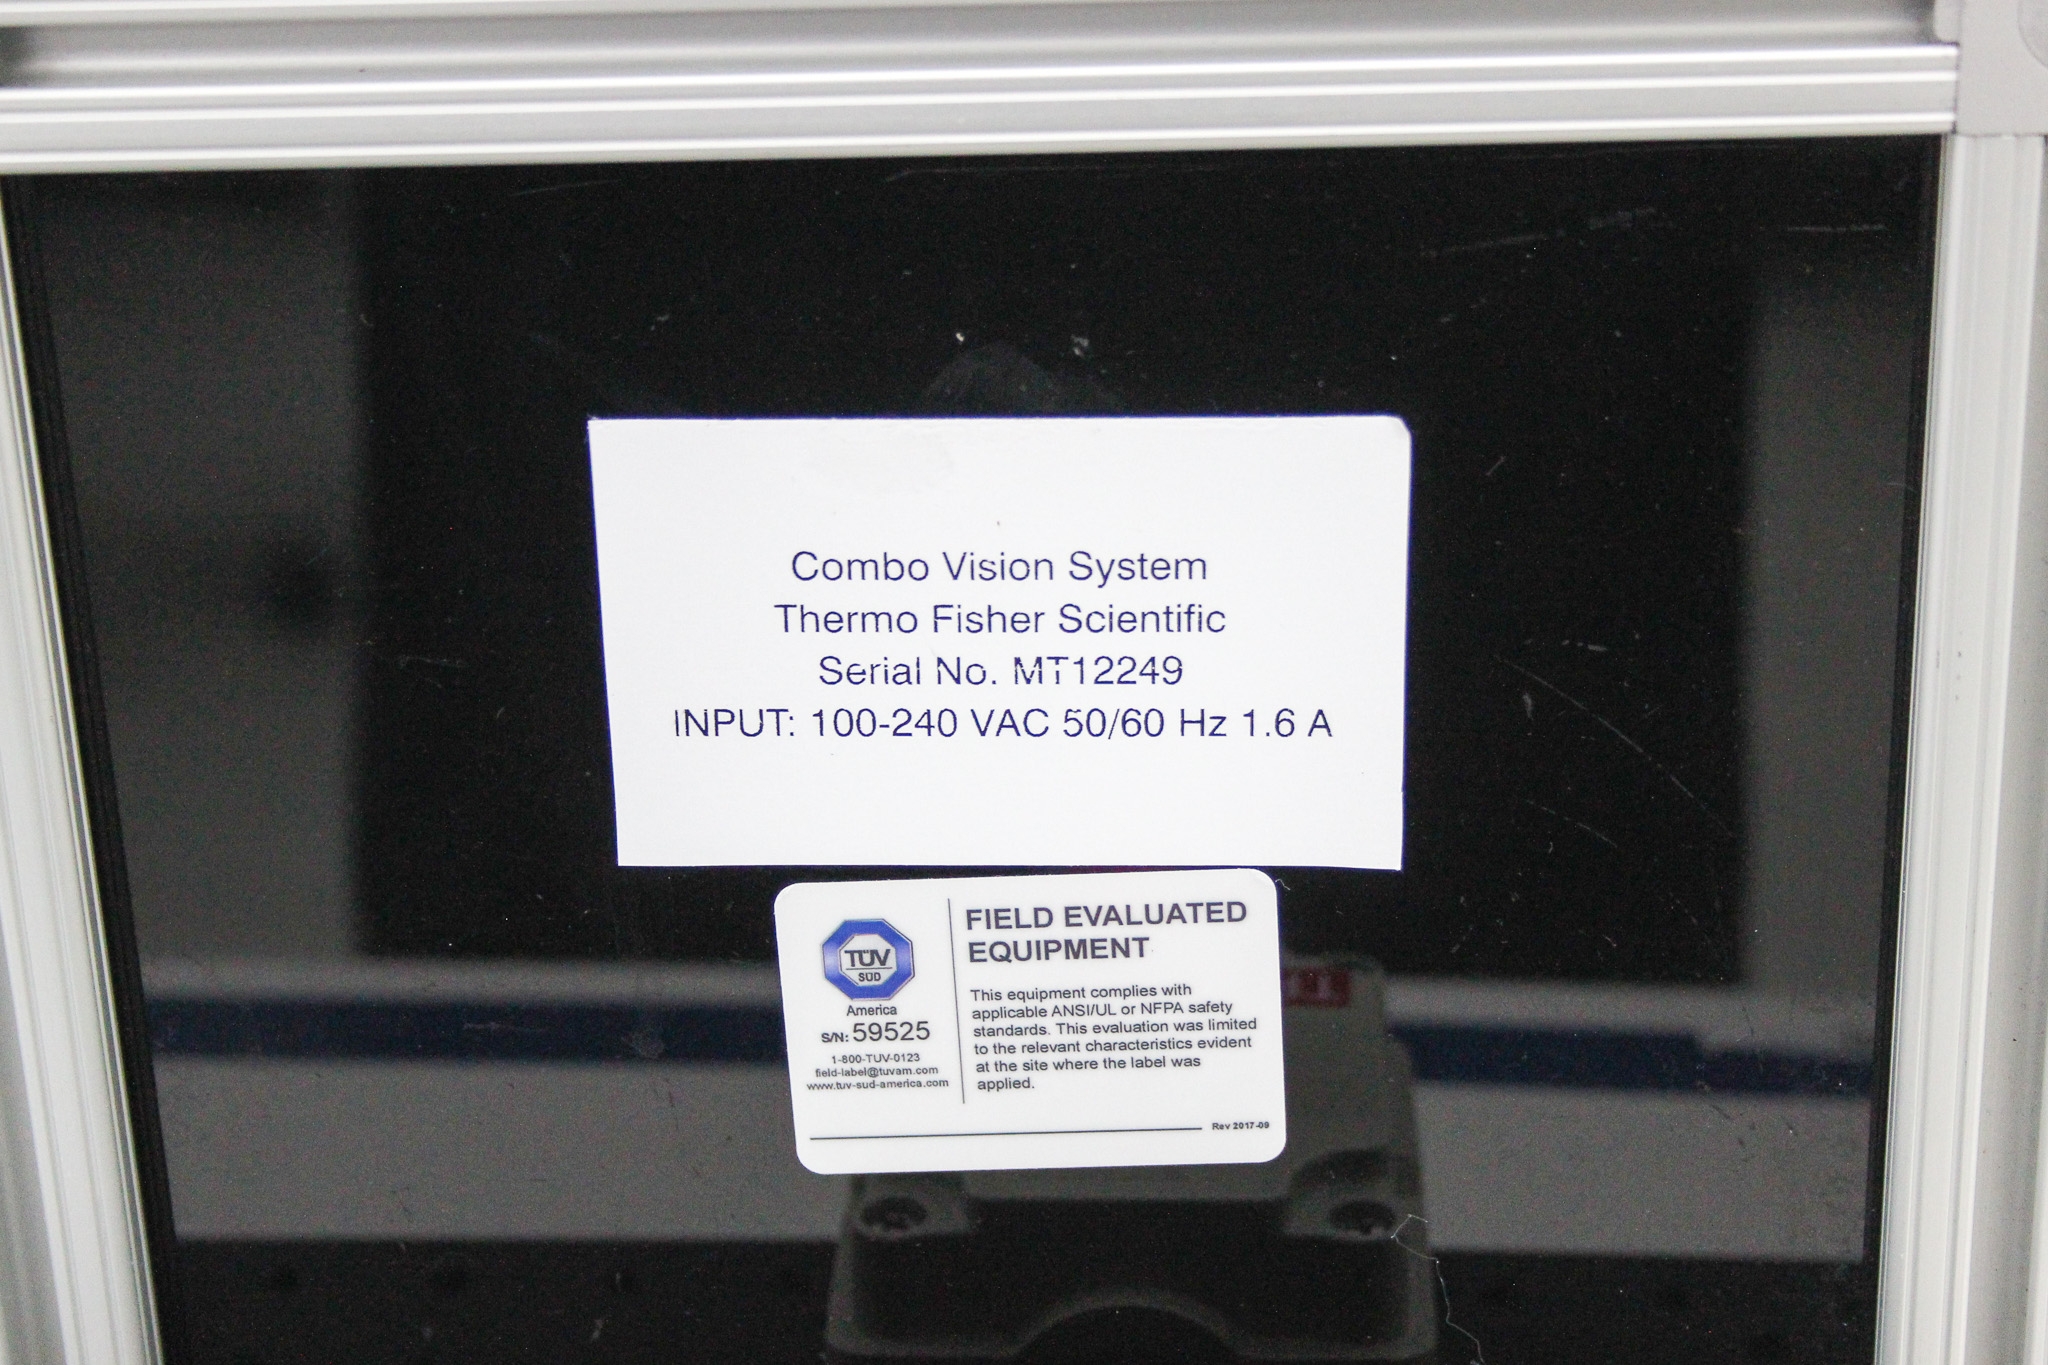 Combo Vision System
Thermo Fisher Scientific
Serial No. MT12249
INPUT: 100-240 VAC 50/60 Hz 1.6 A
TÜV
SÜD
America
S/N: 59525
1-800-TUV-0123
field-label@tuvam.com
www.tuv-sud-america.com
FIELD EVALUATED
EQUIPMENT
This equipment complies with
applicable ANSI/UL or NFPA safety
standards. This evaluation was limited
to the relevant characteristics evident
at the site where the label was
applied.
Rev 2017-09